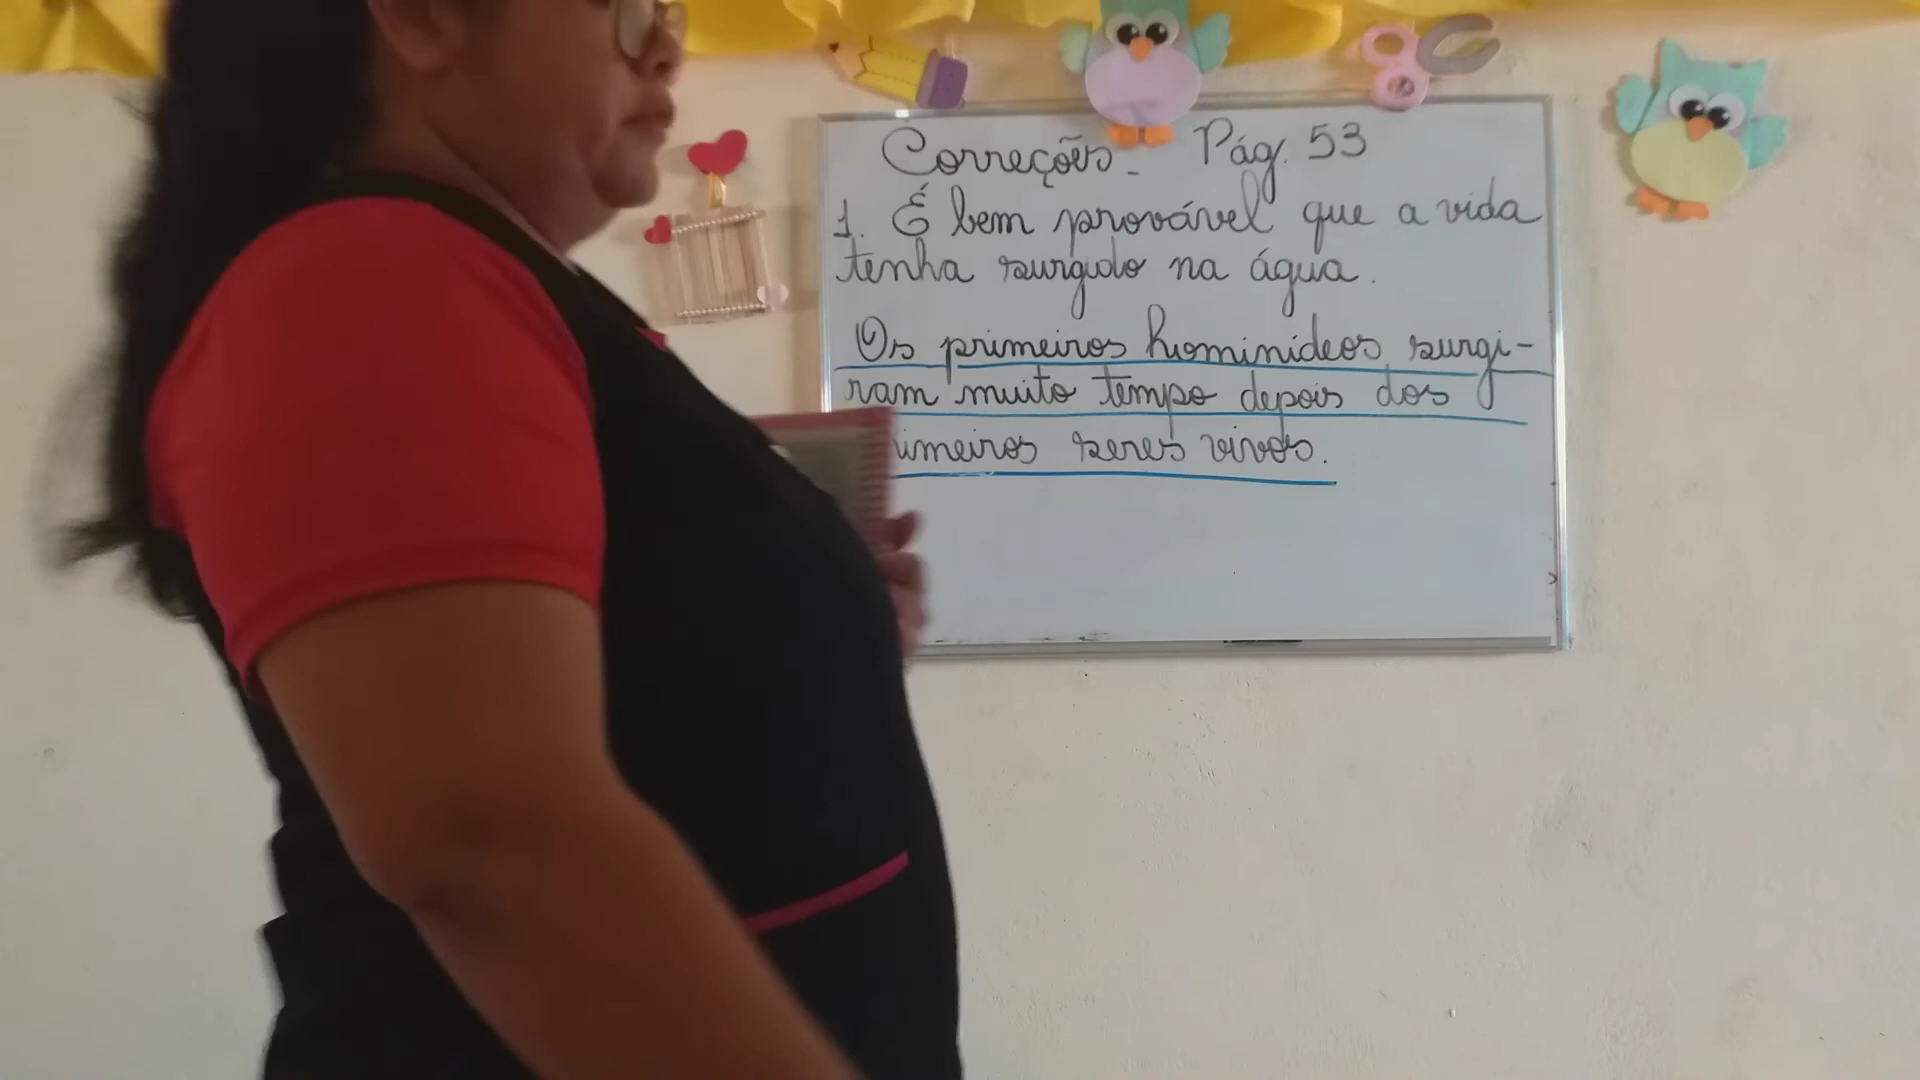 Correções - Pág. 53
1. É bem provável que a vida
tenha surgido na água.
Os primeiros hominídeos surgi-
ram muito tempo depois dos
imeiros seres vivos.